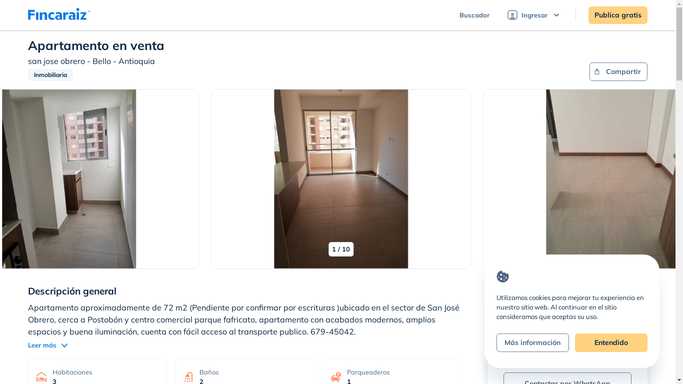 Fincaraiz
Buscador
Ingresar
Publica gratis
Apartamento en venta
san jose obrero - Bello - Antioquia
Inmobiliaria
Compartir
1 / 10
Descripción general
Apartamento aproximadamente de 72 m2 (Pendiente por confirmar por escrituras )ubicado en el sector de San José
Obrero, cerca a Postobón y centro comercial parque fafricato, apartamento con acabados modernos, amplios
espacios y buena iluminación, cuenta con fácil acceso al transporte publico. 679-45042.
Leer más
Utilizamos cookies para mejorar tu experiencia en
nuestro sitio web. Al continuar en el sitio
consideramos que aceptas su uso.
Más información
Entendido
Habitaciones
3
Baños
2
Parqueaderos
1
Contactar por WhatsApp